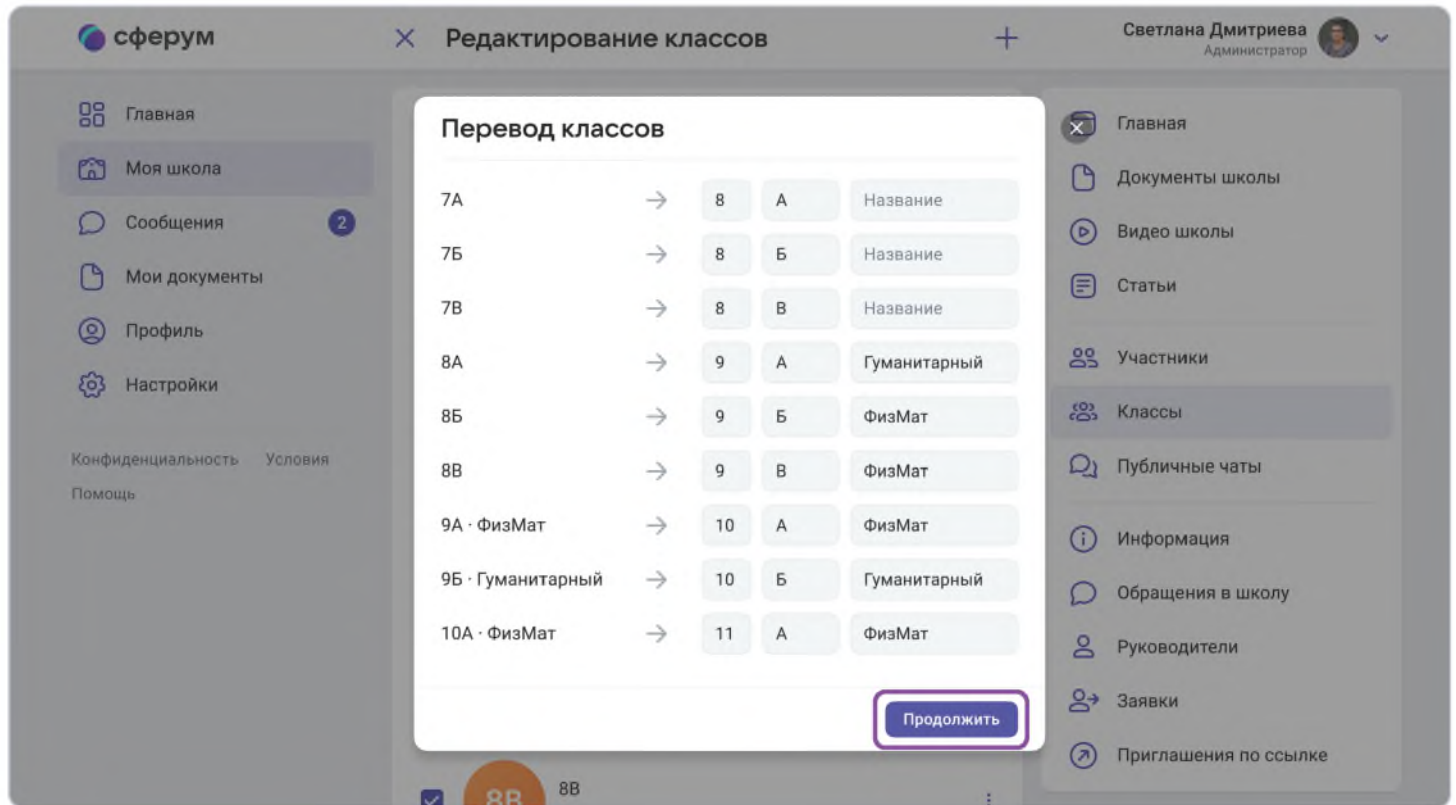 сферум
Редактирование классов
Светлана Дмитриева
Администратор
Главная
Моя школа
Сообщения 2
Мои документы
Профиль
Настройки
Конфиденциальность Условия
Помощь
Перевод классов
7А → 8 А Название
7Б → 8 Б Название
7В → 8 В Название
8А → 9 А Гуманитарный
8Б → 9 Б ФизМат
8В → 9 В ФизМат
9А · ФизМат → 10 А ФизМат
9Б · Гуманитарный → 10 Б Гуманитарный
10А · ФизМат → 11 А ФизМат
Продолжить
8В
8В
Главная
Документы школы
Видео школы
Статьи
Участники
Классы
Публичные чаты
Информация
Обращения в школу
Руководители
Заявки
Приглашения по ссылке